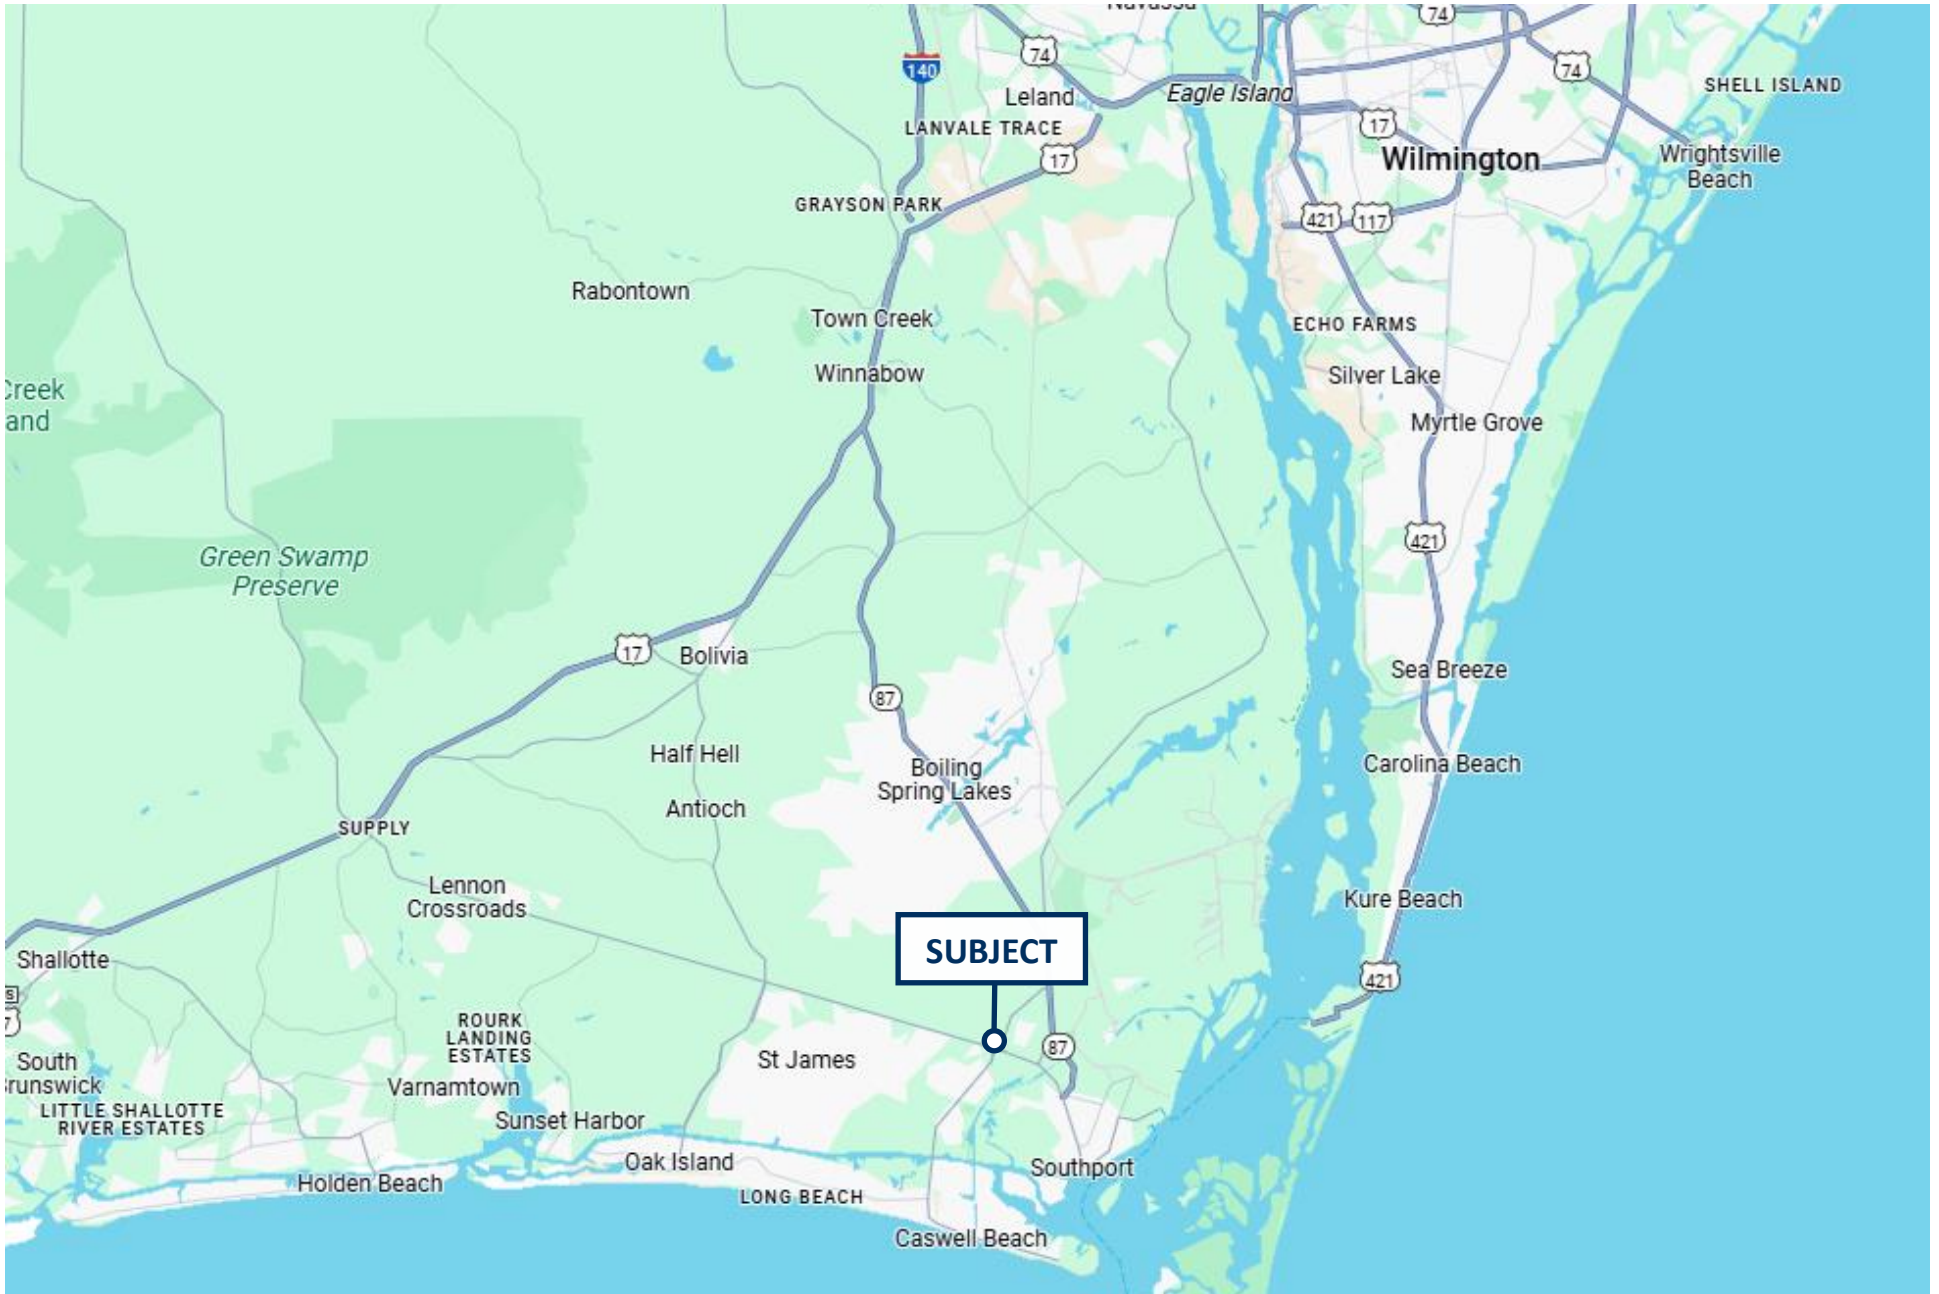 Navassa
74
74
140
74
SHELL ISLAND
Leland
Eagle Island
LANVALE TRACE
17
17
Wilmington
Wrightsville
Beach
GRAYSON PARK
421
117
Rabontown
Town Creek
ECHO FARMS
Winnabow
Silver Lake
Creek
and
Myrtle Grove
421
Green Swamp
Preserve
17
Bolivia
Sea Breeze
87
Half Hell
Boiling
Spring Lakes
Carolina Beach
Antioch
SUPPLY
Lennon
Crossroads
Kure Beach
SUBJECT
Shallotte
421
S
7
ROURK
LANDING
ESTATES
87
South
Brunswick
St James
Varnamtown
LITTLE SHALLOTTE
RIVER ESTATES
Sunset Harbor
Oak Island
Southport
Holden Beach
LONG BEACH
Caswell Beach